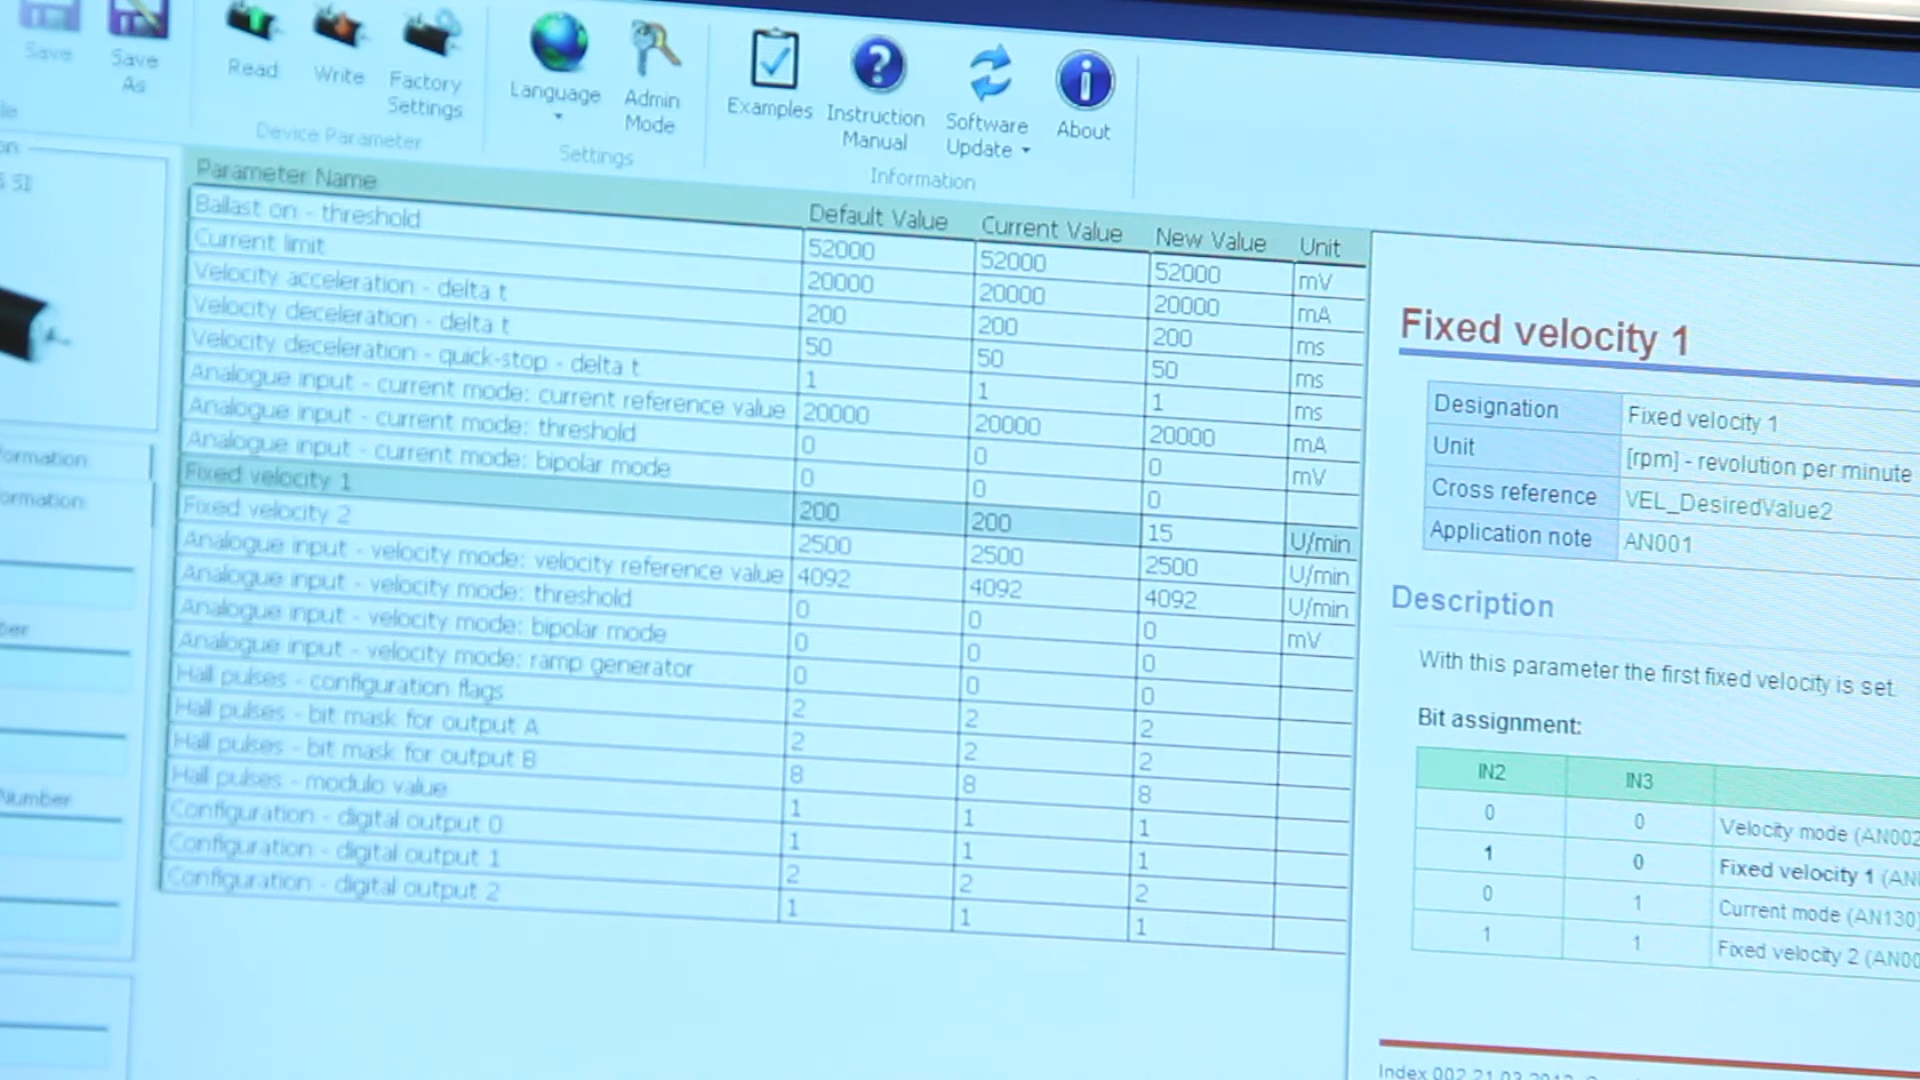 Save
Save As
Read
Write
Factory Settings
Device Parameter
Language
Admin Mode
Settings
Examples
Instruction Manual
Software Update
About
Information
Parameter Name Default Value Current Value New Value Unit
Ballast on - threshold 52000 52000 52000 mV
Current limit 20000 20000 20000 mA
Velocity acceleration - delta t 200 200 200 ms
Velocity deceleration - delta t 50 50 50 ms
Velocity deceleration - quick-stop - delta t 1 1 1 ms
Analogue input - current mode: current reference value 20000 20000 20000 mA
Analogue input - current mode: threshold 0 0 0 mV
Analogue input - current mode: bipolar mode 0 0 0
Fixed velocity 1 200 200 15 U/min
Fixed velocity 2 2500 2500 2500 U/min
Analogue input - velocity mode: velocity reference value 4092 4092 4092 U/min
Analogue input - velocity mode: threshold 0 0 0 mV
Analogue input - velocity mode: bipolar mode 0 0 0
Analogue input - velocity mode: ramp generator 0 0 0
Hall pulses - configuration flags 2 2 2
Hall pulses - bit mask for output A 2 2 2
Hall pulses - bit mask for output B 8 8 8
Hall pulses - modulo value 1 1 1
Configuration - digital output 0 1 1 1
Configuration - digital output 1 2 2 2
Configuration - digital output 2 1 1 1
SI
ormation
ormation
Number
Fixed velocity 1
Designation Fixed velocity 1
Unit [rpm] - revolution per minute
Cross reference VEL_DesiredValue2
Application note AN001
Description
With this parameter the first fixed velocity is set.
Bit assignment:
IN2 IN3
0 0 Velocity mode (AN002
1 0 Fixed velocity 1 (AN
0 1 Current mode (AN130)
1 1 Fixed velocity 2 (AN00
Index 002